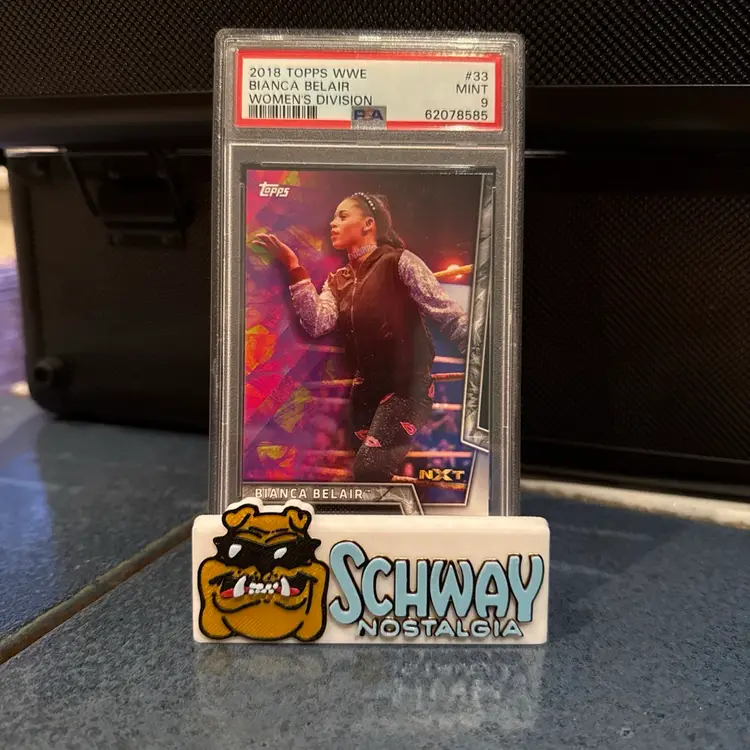 2018 TOPPS WWE #33
BIANCA BELAIR MINT
WOMEN'S DIVISION 9
PSA 62078585
Topps
NXT
BIANCA BELAIR
SCHWAY
NOSTALGIA